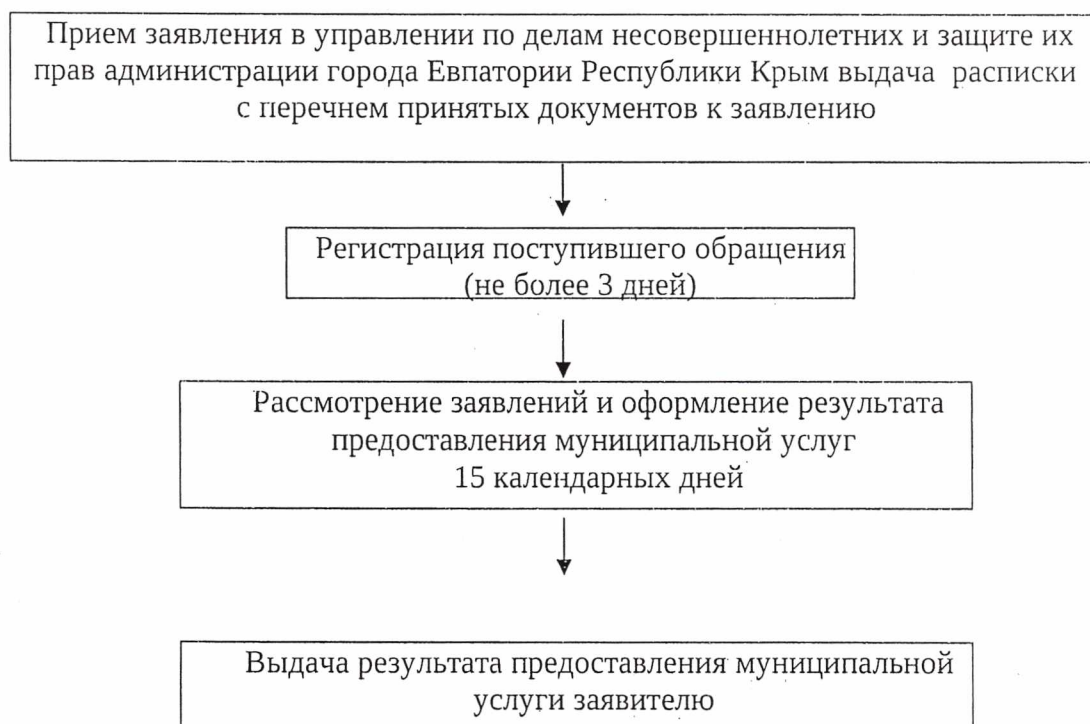 Прием заявления в управлении по делам несовершеннолетних и защите их
прав администрации города Евпатории Республики Крым выдача расписки
с перечнем принятых документов к заявлению
Регистрация поступившего обращения
(не более 3 дней)
Рассмотрение заявлений и оформление результата
предоставления муниципальной услуг
15 календарных дней
Выдача результата предоставления муниципальной
услуги заявителю